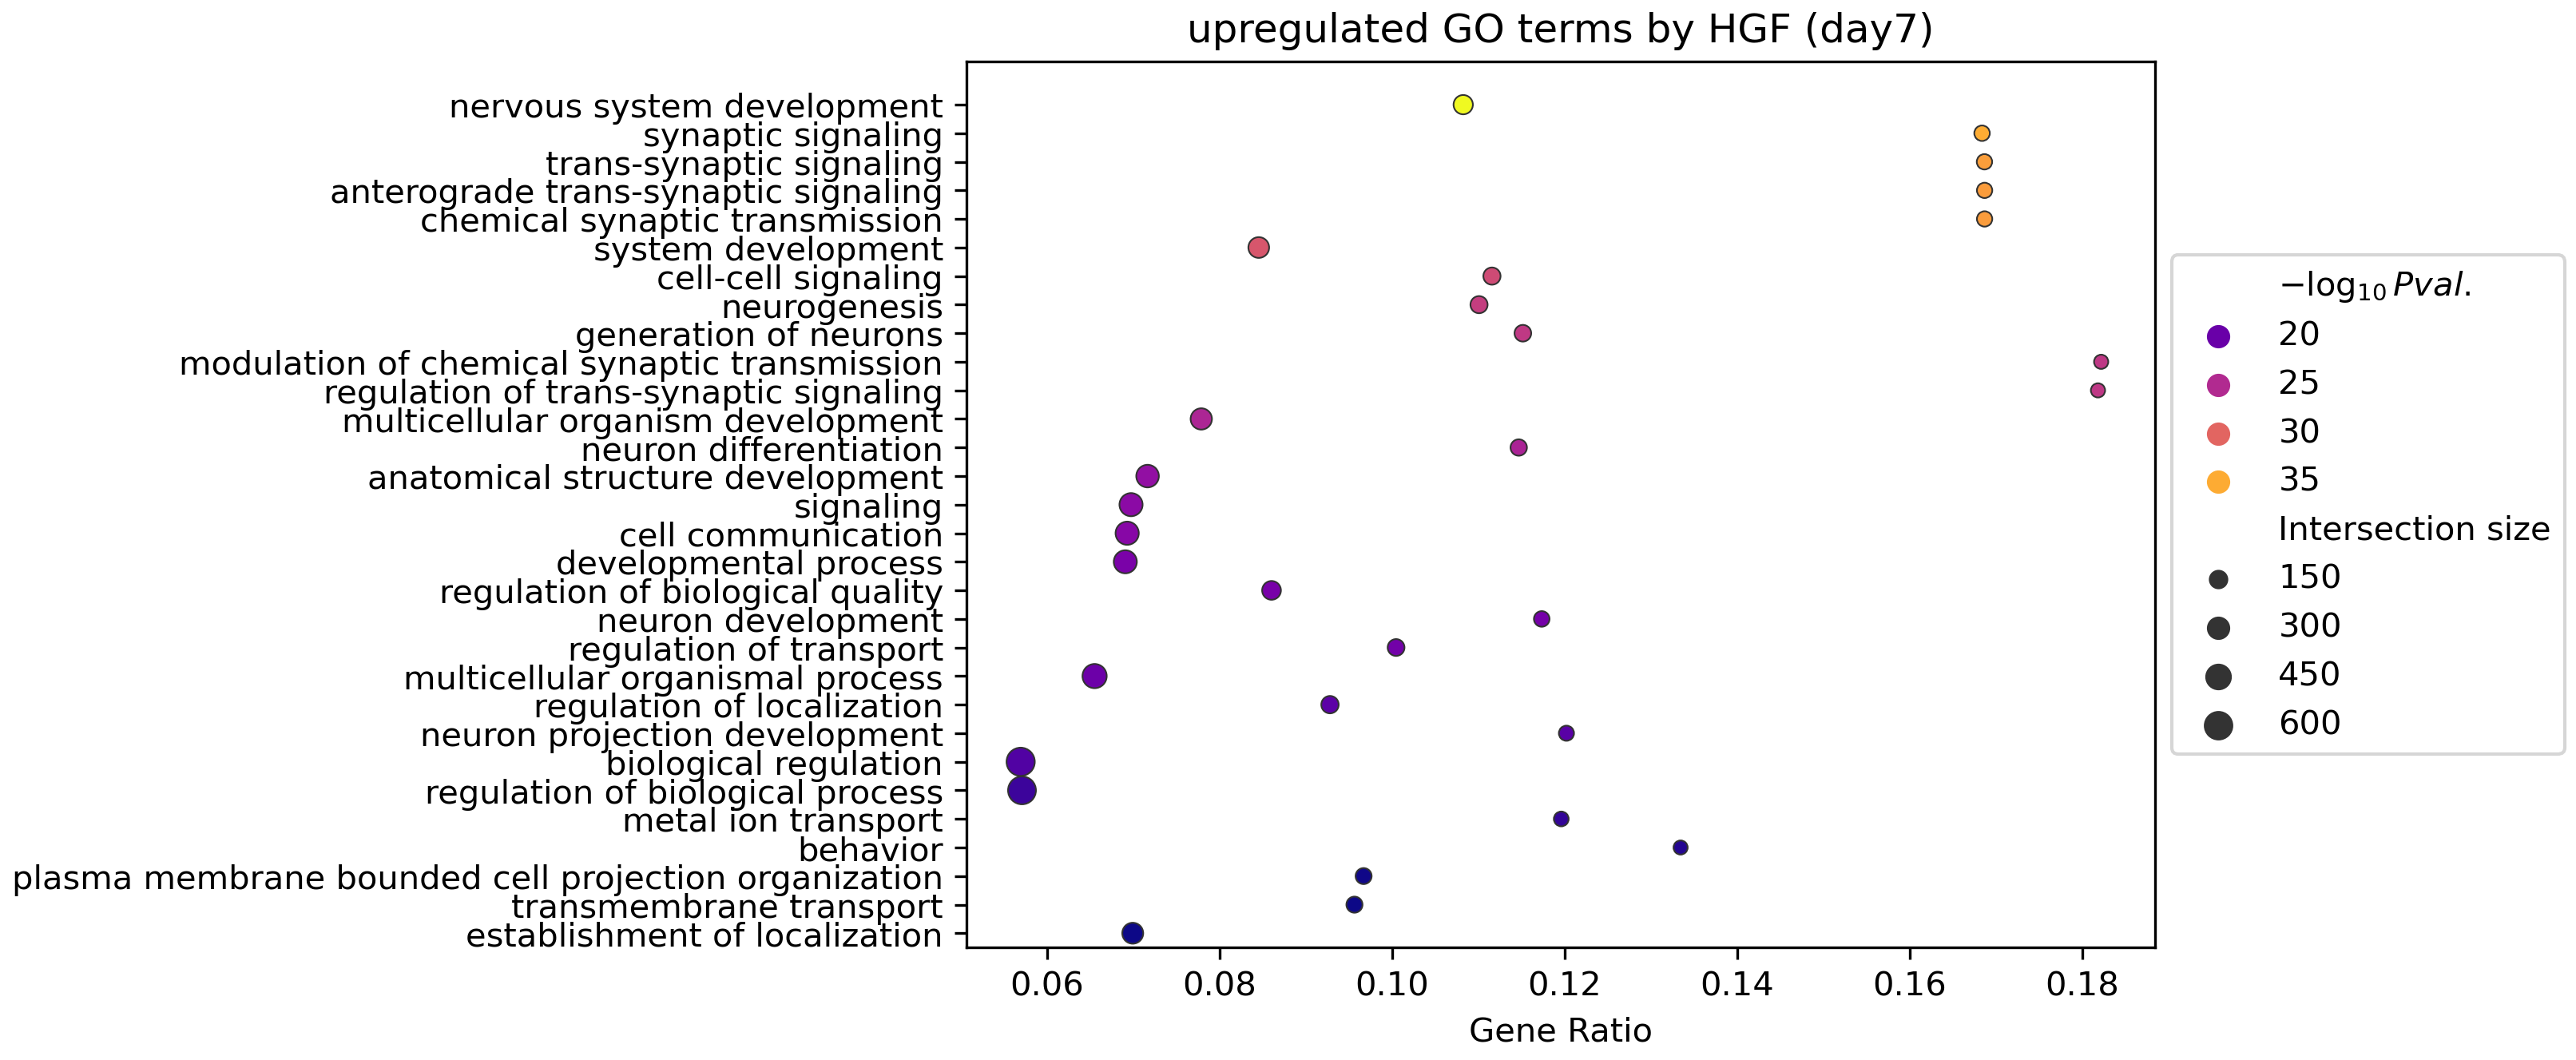 upregulated GO terms by HGF (day7)
nervous system development
synaptic signaling
trans-synaptic signaling
anterograde trans-synaptic signaling
chemical synaptic transmission
system development
cell-cell signaling
neurogenesis
generation of neurons
modulation of chemical synaptic transmission
regulation of trans-synaptic signaling
multicellular organism development
neuron differentiation
anatomical structure development
signaling
cell communication
developmental process
regulation of biological quality
neuron development
regulation of transport
multicellular organismal process
regulation of localization
neuron projection development
biological regulation
regulation of biological process
metal ion transport
behavior
plasma membrane bounded cell projection organization
transmembrane transport
establishment of localization
0.06 0.08 0.10 0.12 0.14 0.16 0.18
Gene Ratio
−log₁₀ Pval.
20
25
30
35
Intersection size
150
300
450
600